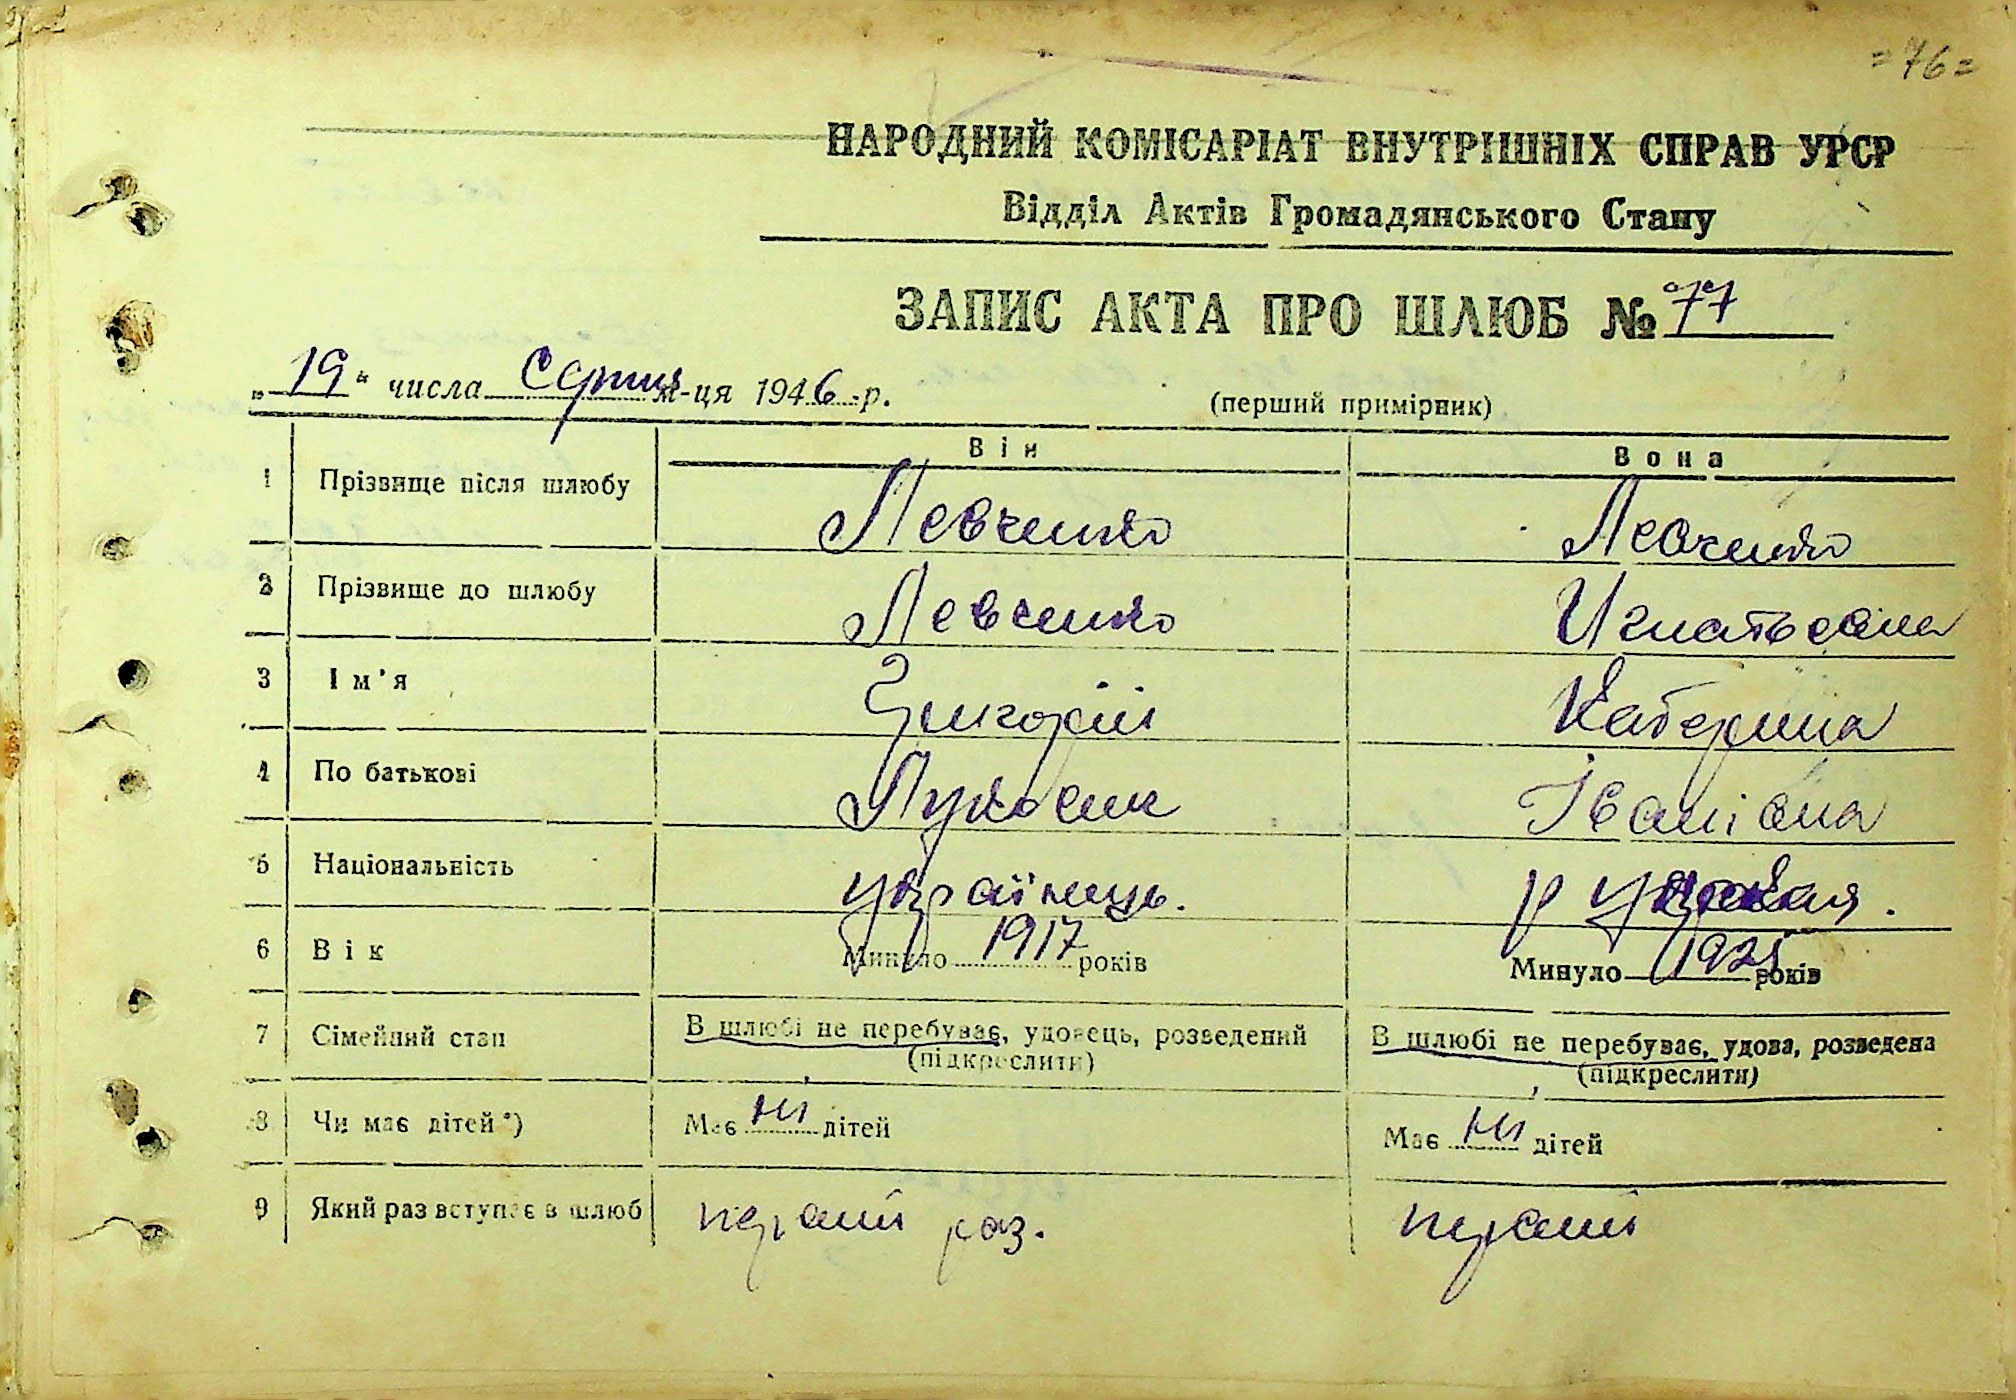 = 76 =
НАРОДНИЙ КОМІСАРІАТ ВНУТРІШНІХ СПРАВ УРСР
Відділ Актів Громадянського Стану
ЗАПИС АКТА ПРО ШЛЮБ № 77
„ 19 “ числа Серпня м-ця 1946 -р.
(перший примірник)
Він Вона
1 Прізвище після шлюбу Левченко Левченко
2 Прізвище до шлюбу Левченко Игнатьєвна
3 Ім'я Григорій Катерина
4 По батькові Лукович Іванівна
5 Національність українець.
6 Вік Минуло 1917 років Минуло 1925 років
7 Сімейний стан В шлюбі не перебуває, удовець, розведений В шлюбі не перебуває, удова, розведена
(підкреслити) (підкреслити)
8 Чи має дітей*) Має ні дітей Має ні дітей
9 Який раз вступає в шлюб перший раз. перший